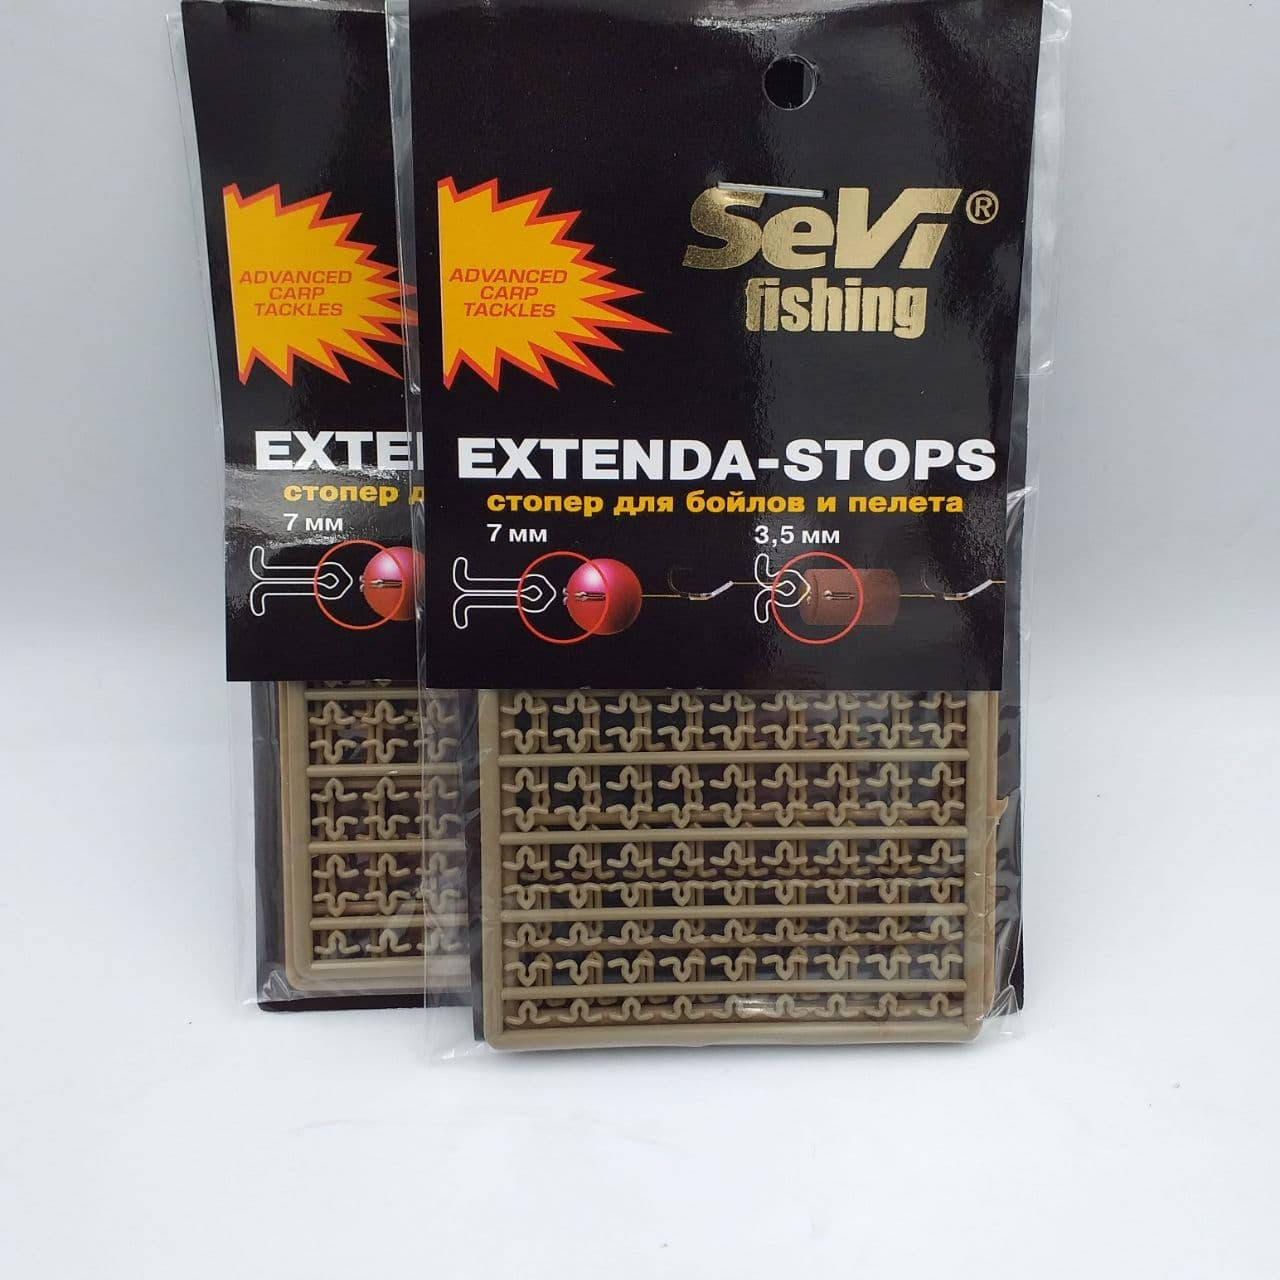 ADVANCED
CARP
TACKLES
EXTE
стопер д
7 мм
SeVi®
fishing
ADVANCED
CARP
TACKLES
EXTENDA-STOPS
стопер для бойлов и пелета
7 мм 3,5 мм